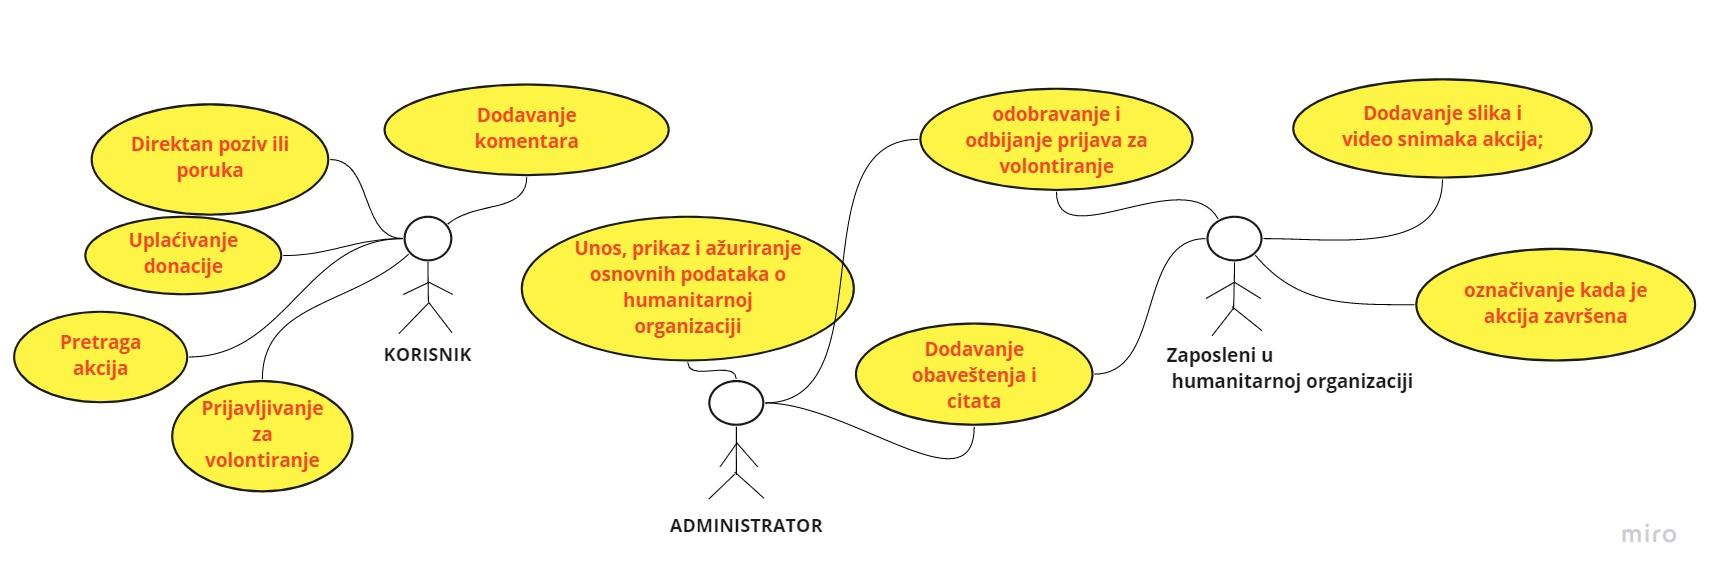 Direktan poziv ili
poruka
Dodavanje
komentara
Uplaćivanje
donacije
Pretraga
akcija
Prijavljivanje
za
volontiranje
KORISNIK
Unos, prikaz i ažuriranje
osnovnih podataka o
humanitarnoj
organizaciji
ADMINISTRATOR
odobravanje i
odbijanje prijava za
volontiranje
Dodavanje
obaveštenja i
citata
Dodavanje slika i
video snimaka akcija;
označivanje kada je
akcija završena
Zaposleni u
humanitarnoj organizaciji
miro